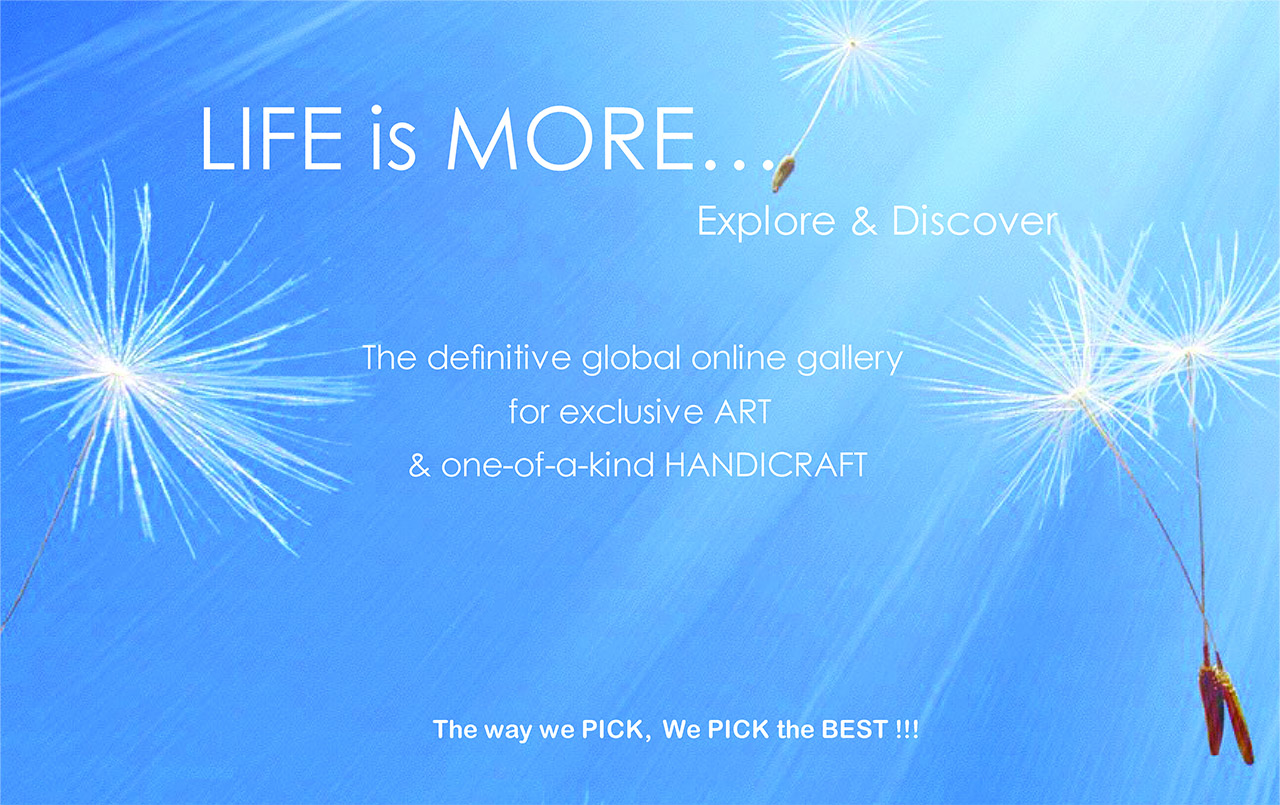 LIFE is MORE...
Explore & Discover
The definitive global online gallery
for exclusive ART
& one-of-a-kind HANDICRAFT
The way we PICK, We PICK the BEST !!!